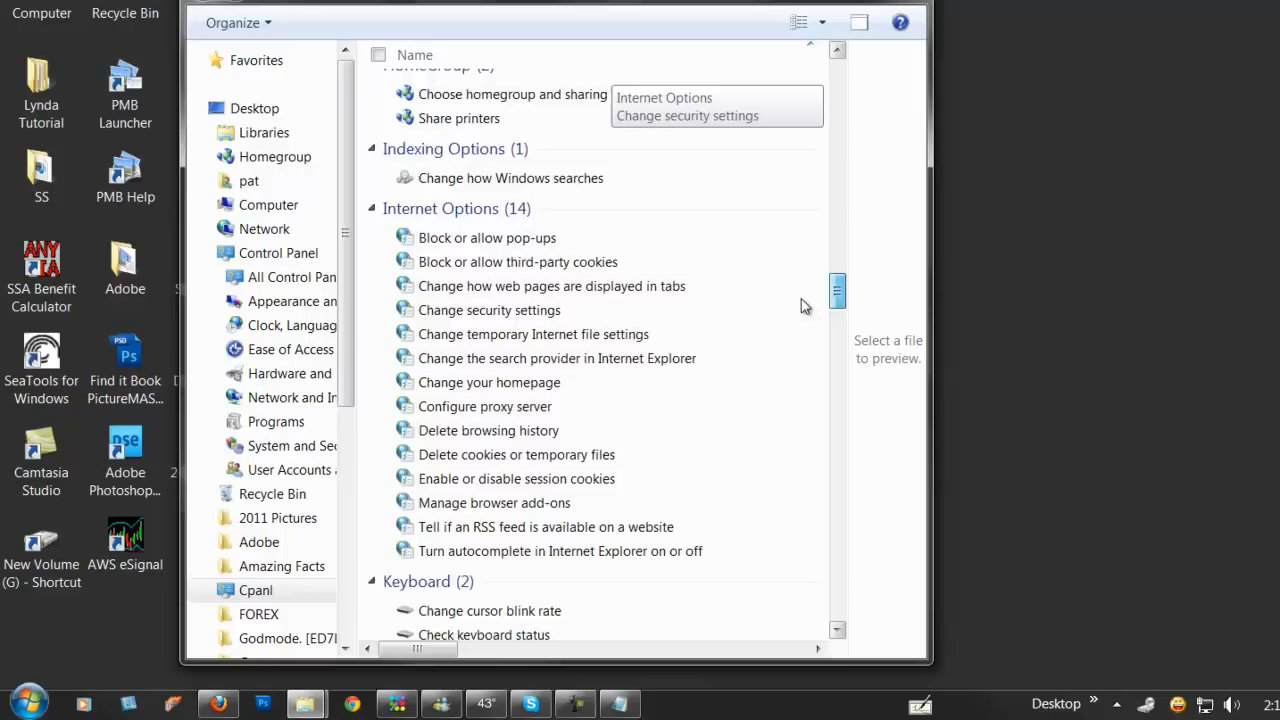 Computer
Recycle Bin
Organize
Lynda
Tutorial
PMB
Launcher
SS
PMB Help
SSA Benefit
Calculator
Adobe
SeaTools for
Windows
Find it Book
PictureMAS...
Camtasia
Studio
Adobe
Photoshop...
New Volume
(G) - Shortcut
AWS eSignal
Favorites
Desktop
Libraries
Homegroup
pat
Computer
Network
Control Panel
All Control Pan
Appearance an
Clock, Languag
Ease of Access
Hardware and
Network and In
Programs
System and Sec
User Accounts a
Recycle Bin
2011 Pictures
Adobe
Amazing Facts
Cpanl
FOREX
Godmode. [ED7
Name
HomeGroup (2)
Choose homegroup and sharing
Share printers
Internet Options
Change security settings
Indexing Options (1)
Change how Windows searches
Internet Options (14)
Block or allow pop-ups
Block or allow third-party cookies
Change how web pages are displayed in tabs
Change security settings
Change temporary Internet file settings
Change the search provider in Internet Explorer
Change your homepage
Configure proxy server
Delete browsing history
Delete cookies or temporary files
Enable or disable session cookies
Manage browser add-ons
Tell if an RSS feed is available on a website
Turn autocomplete in Internet Explorer on or off
Keyboard (2)
Change cursor blink rate
Check keyboard status
Select a file
to preview.
43°
Desktop
2:1